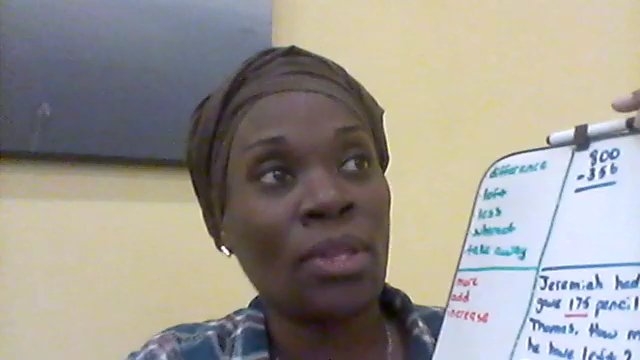 difference
left
less
subtract
take away
more
add
increase
800
-356
Jeremiah had
gave 175 pencil
Thomas. How m
he have left?